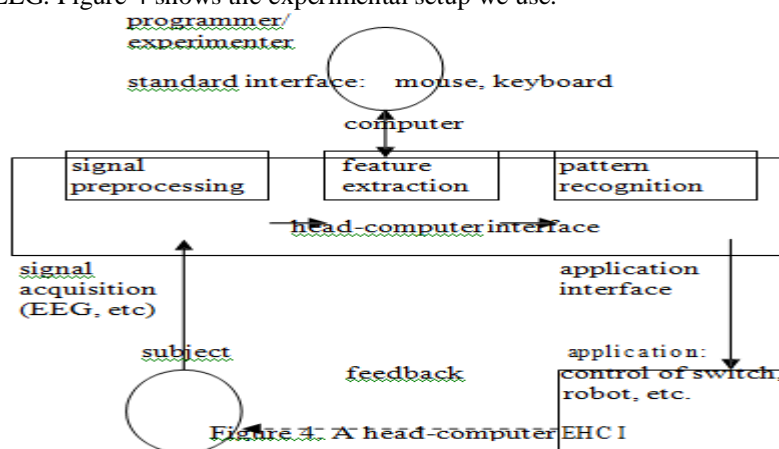 EEG. Figure 4 shows the experimental setup we use.
programmer/
experimenter
standard interface: mouse, keyboard
computer
signal
preprocessing
feature
extraction
pattern
recognition
head-computer interface
signal
acquisition
(EEG, etc)
application
interface
subject
feedback
application:
control of switch,
robot, etc.
Figure 4. A head-computer EHCI